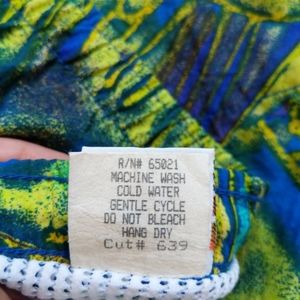 R/N# 65021
MACHINE WASH
COLD WATER
GENTLE CYCLE
DO NOT BLEACH
HANG DRY
Cut# 639